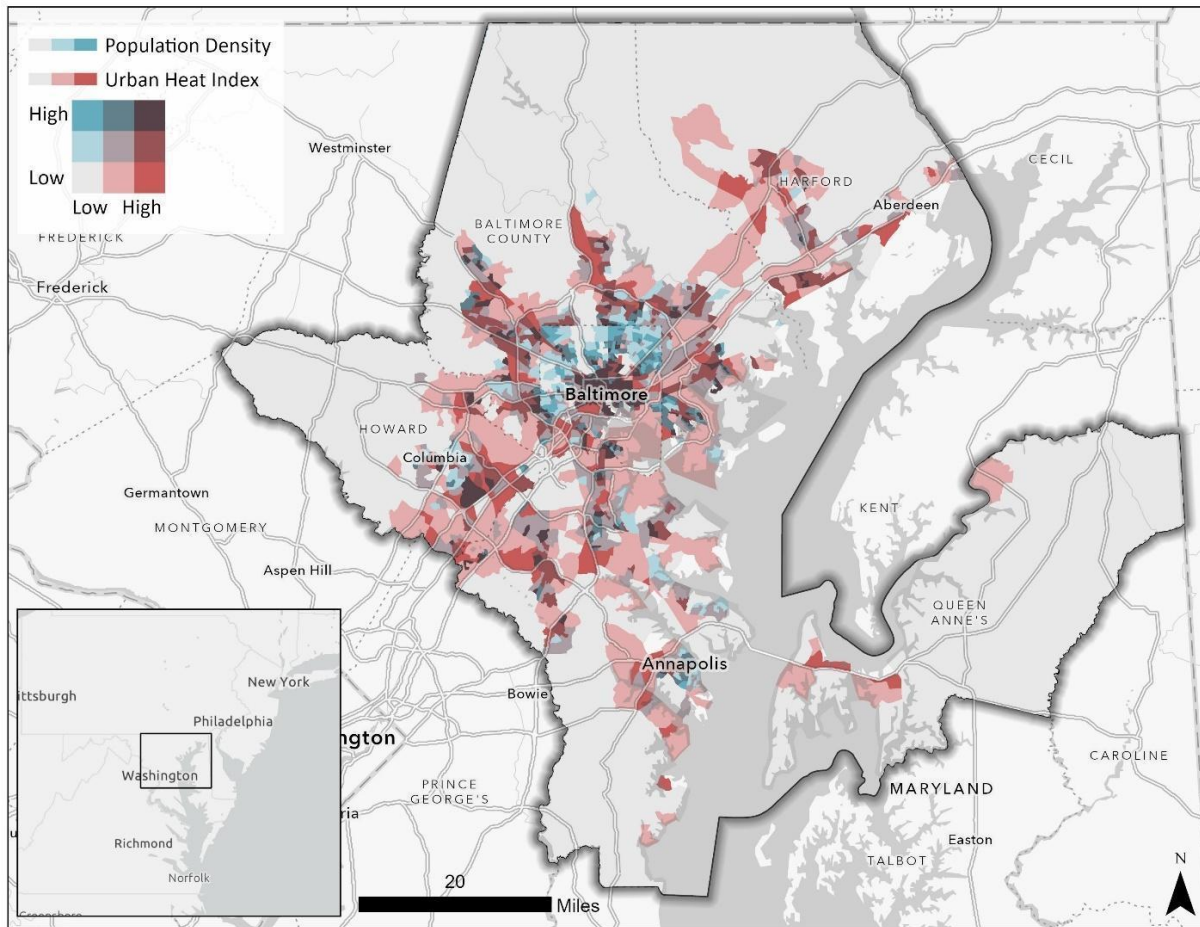 Population Density
Urban Heat Index
High
Low
Low High
Westminster
CECIL
HARFORD
Aberdeen
BALTIMORE
COUNTY
FREDERICK
Frederick
Baltimore
HOWARD
Columbia
Germantown
MONTGOMERY
KENT
Aspen Hill
QUEEN
ANNE'S
Annapolis
Bowie
ngton
CAROLINE
PRINCE
GEORGE'S
MARYLAND
ria
Easton
TALBOT
20
Miles
N
ittsburgh
New York
Philadelphia
Washington
Richmond
Norfolk